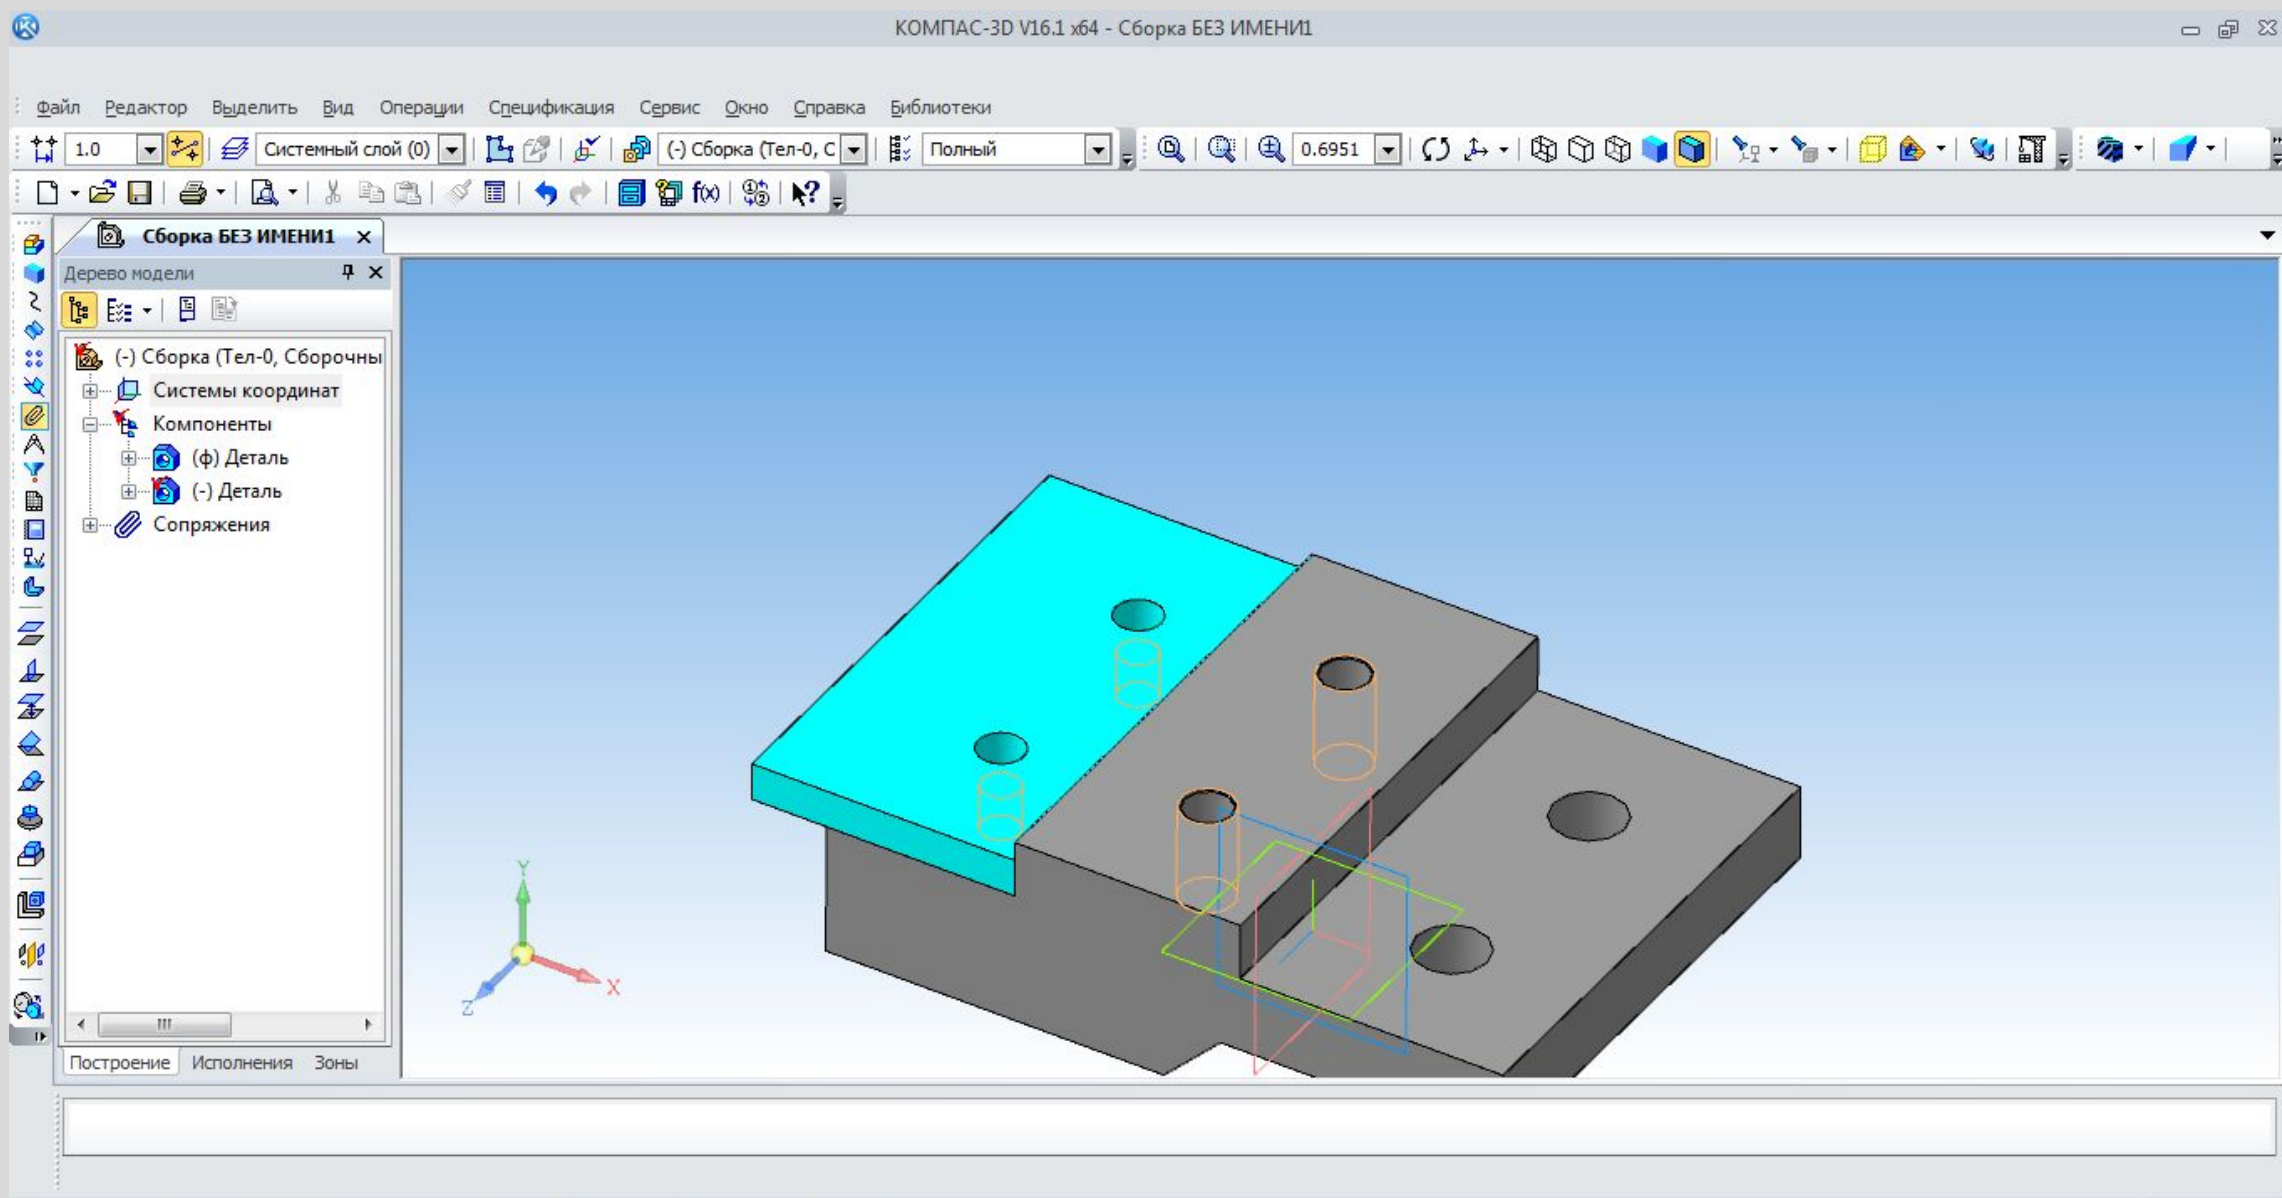 КОМПАС-3D V16.1 x64 - Сборка БЕЗ ИМЕНИ1
Файл Редактор Выделить Вид Операции Спецификация Сервис Окно Справка Библиотеки
1.0 Системный слой (0) (-) Сборка (Тел-0, С Полный 0.6951
f(x)
Сборка БЕЗ ИМЕНИ1
Дерево модели
(-) Сборка (Тел-0, Сборочны
Системы координат
Компоненты
(ф) Деталь
(-) Деталь
Сопряжения
Y
X
Z
Построение Исполнения Зоны